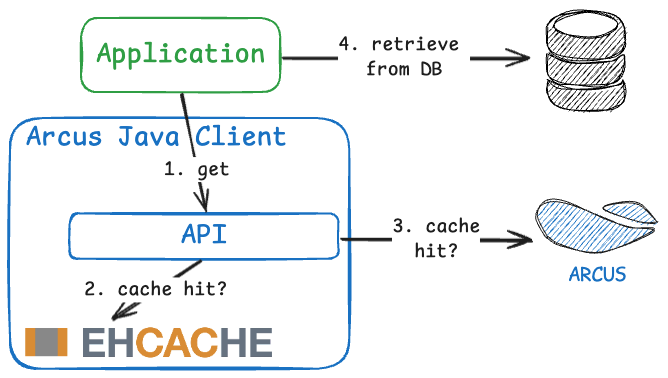 Application
4. retrieve
from DB
Arcus Java Client
1. get
API
3. cache
hit?
2. cache hit?
ARCUS
EHCACHE